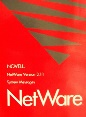 NOVELL
NetWare Version 3.11
System Messages
NetWare